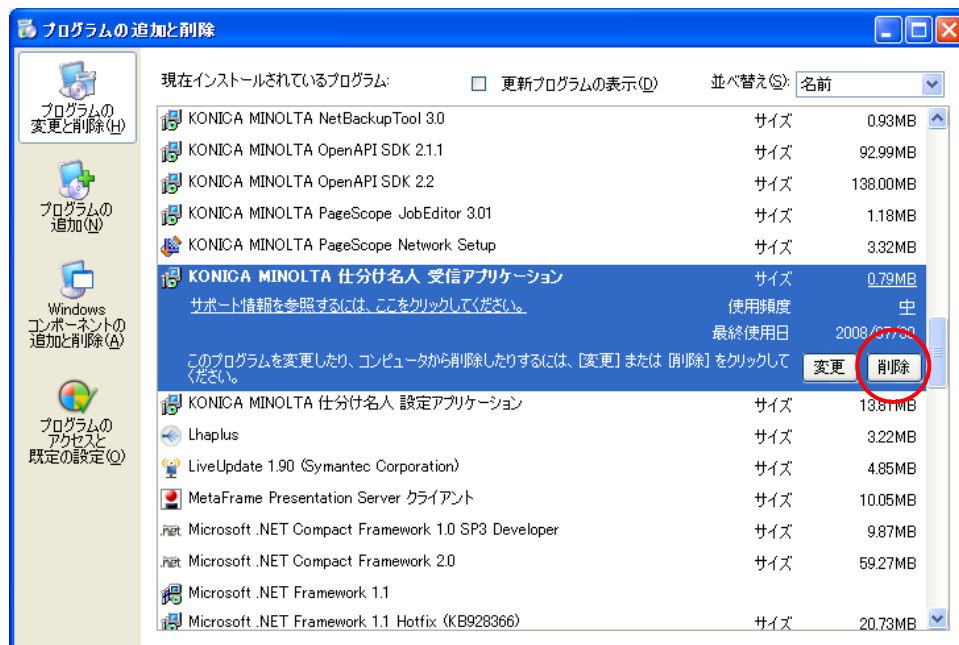 プログラムの追加と削除
プログラムの
変更と削除(H)
プログラムの
追加(N)
Windows
コンポーネントの
追加と削除(A)
プログラムの
アクセスと
既定の設定(O)
現在インストールされているプログラム: 更新プログラムの表示(D) 並べ替え(S): 名前
KONICA MINOLTA NetBackupTool 3.0 サイズ 0.93MB
KONICA MINOLTA OpenAPI SDK 2.1.1 サイズ 92.99MB
KONICA MINOLTA OpenAPI SDK 2.2 サイズ 138.00MB
KONICA MINOLTA PageScope JobEditor 3.01 サイズ 1.18MB
KONICA MINOLTA PageScope Network Setup サイズ 3.32MB
KONICA MINOLTA 仕分け名人 受信アプリケーション サイズ 0.79MB
サポート情報を参照するには、ここをクリックしてください。 使用頻度 中
最終使用日
このプログラムを変更したり、コンピュータから削除したりするには、[変更] または [削除] をクリックして
ください。 変更 削除
KONICA MINOLTA 仕分け名人 設定アプリケーション サイズ 13.81MB
Lhaplus サイズ 3.22MB
LiveUpdate 1.90 (Symantec Corporation) サイズ 4.85MB
MetaFrame Presentation Server クライアント サイズ 10.05MB
.net Microsoft .NET Compact Framework 1.0 SP3 Developer サイズ 9.87MB
.net Microsoft .NET Compact Framework 2.0 サイズ 59.27MB
Microsoft .NET Framework 1.1
Microsoft .NET Framework 1.1 Hotfix (KB928366) サイズ 20.73MB